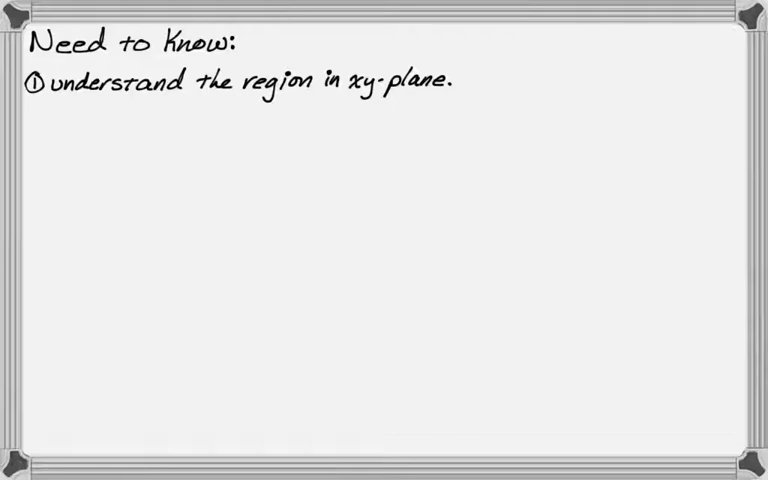 Need to know:
① understand the region in xy-plane.